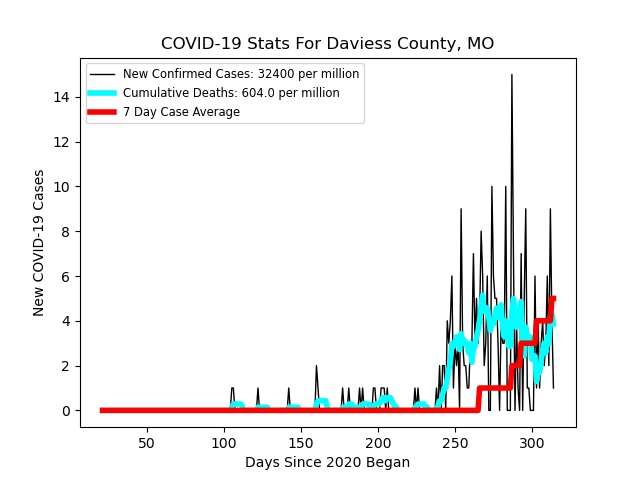 COVID-19 Stats For Daviess County, MO
New Confirmed Cases: 32400 per million
Cumulative Deaths: 604.0 per million
7 Day Case Average
New COVID-19 Cases
14
12
10
8
6
4
2
0
50 100 150 200 250 300
Days Since 2020 Began